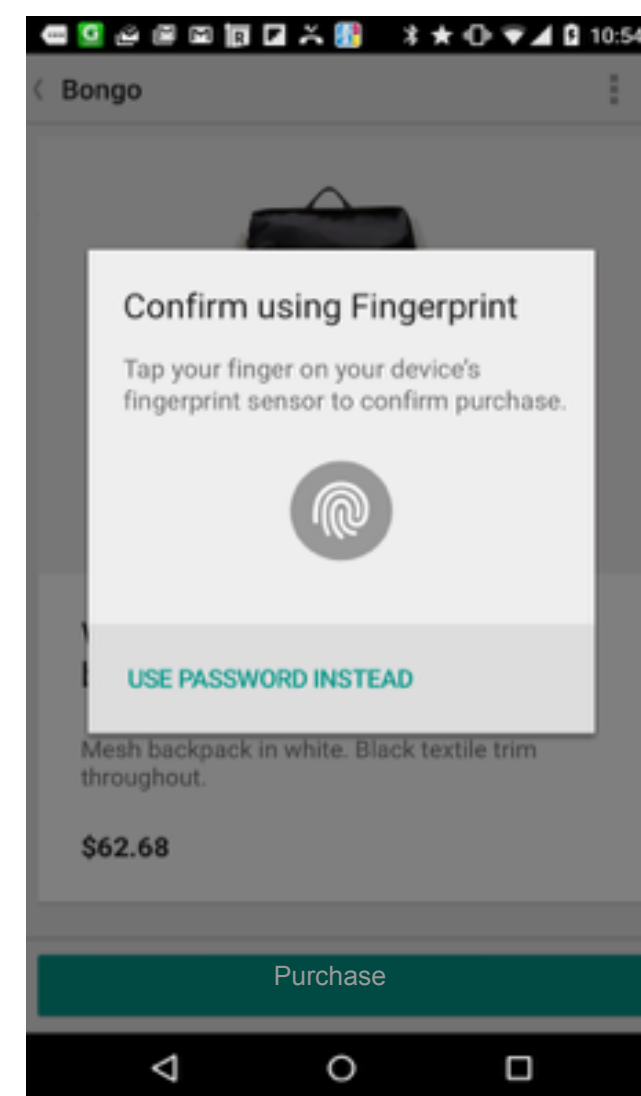 10:54
Bongo
Confirm using Fingerprint
Tap your finger on your device's
fingerprint sensor to confirm purchase.
USE PASSWORD INSTEAD
Mesh backpack in white. Black textile trim
throughout.
$62.68
Purchase